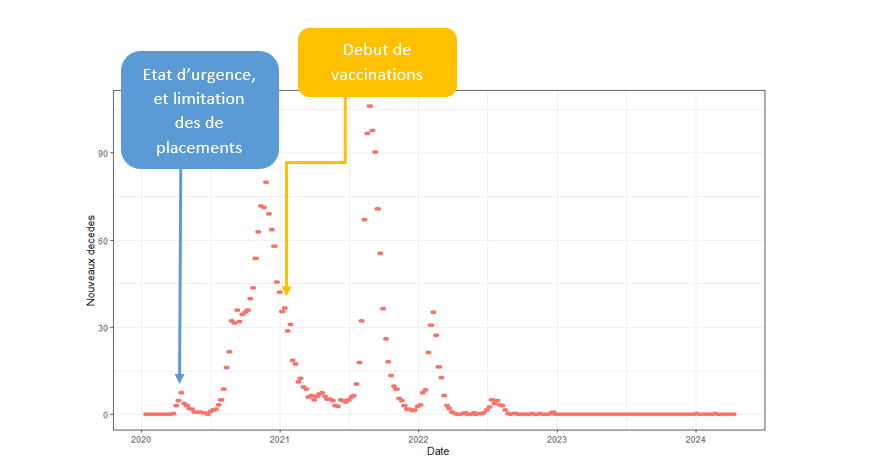 Debut de
vaccinations
Etat d’urgence,
et limitation
des de
placements
Nouveaux decedes
90
60
30
0
2020
2021
2022
2023
2024
Date